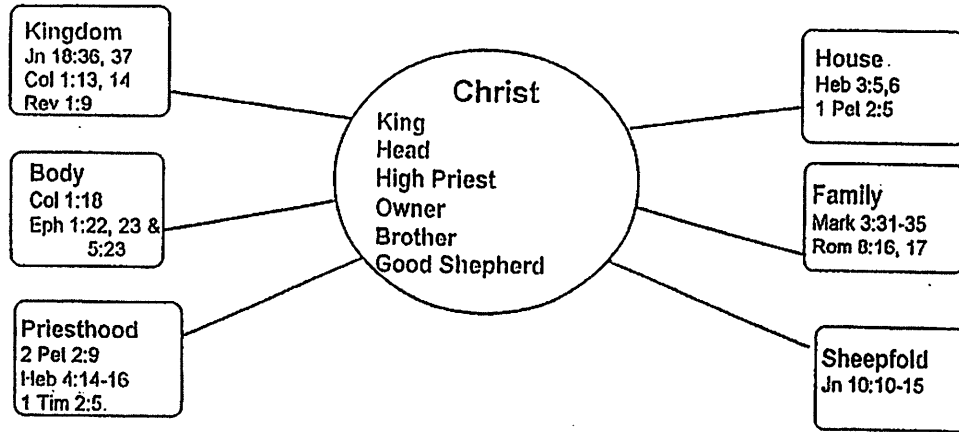 Kingdom
Jn 18:36, 37
Col 1:13, 14
Rev 1:9
Body
Col 1:18
Eph 1:22, 23 &
5:23
Priesthood
2 Pet 2:9
Heb 4:14-16
1 Tim 2:5.
Christ
King
Head
High Priest
Owner
Brother
Good Shepherd
House
Heb 3:5,6
1 Pet 2:5
Family
Mark 3:31-35
Rom 8:16, 17
Sheepfold
Jn 10:10-15